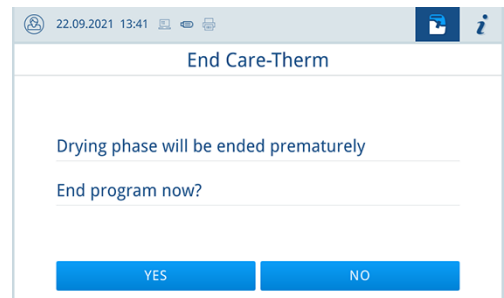 22.09.2021 13:41
i
End Care-Therm
Drying phase will be ended prematurely
End program now?
YES
NO